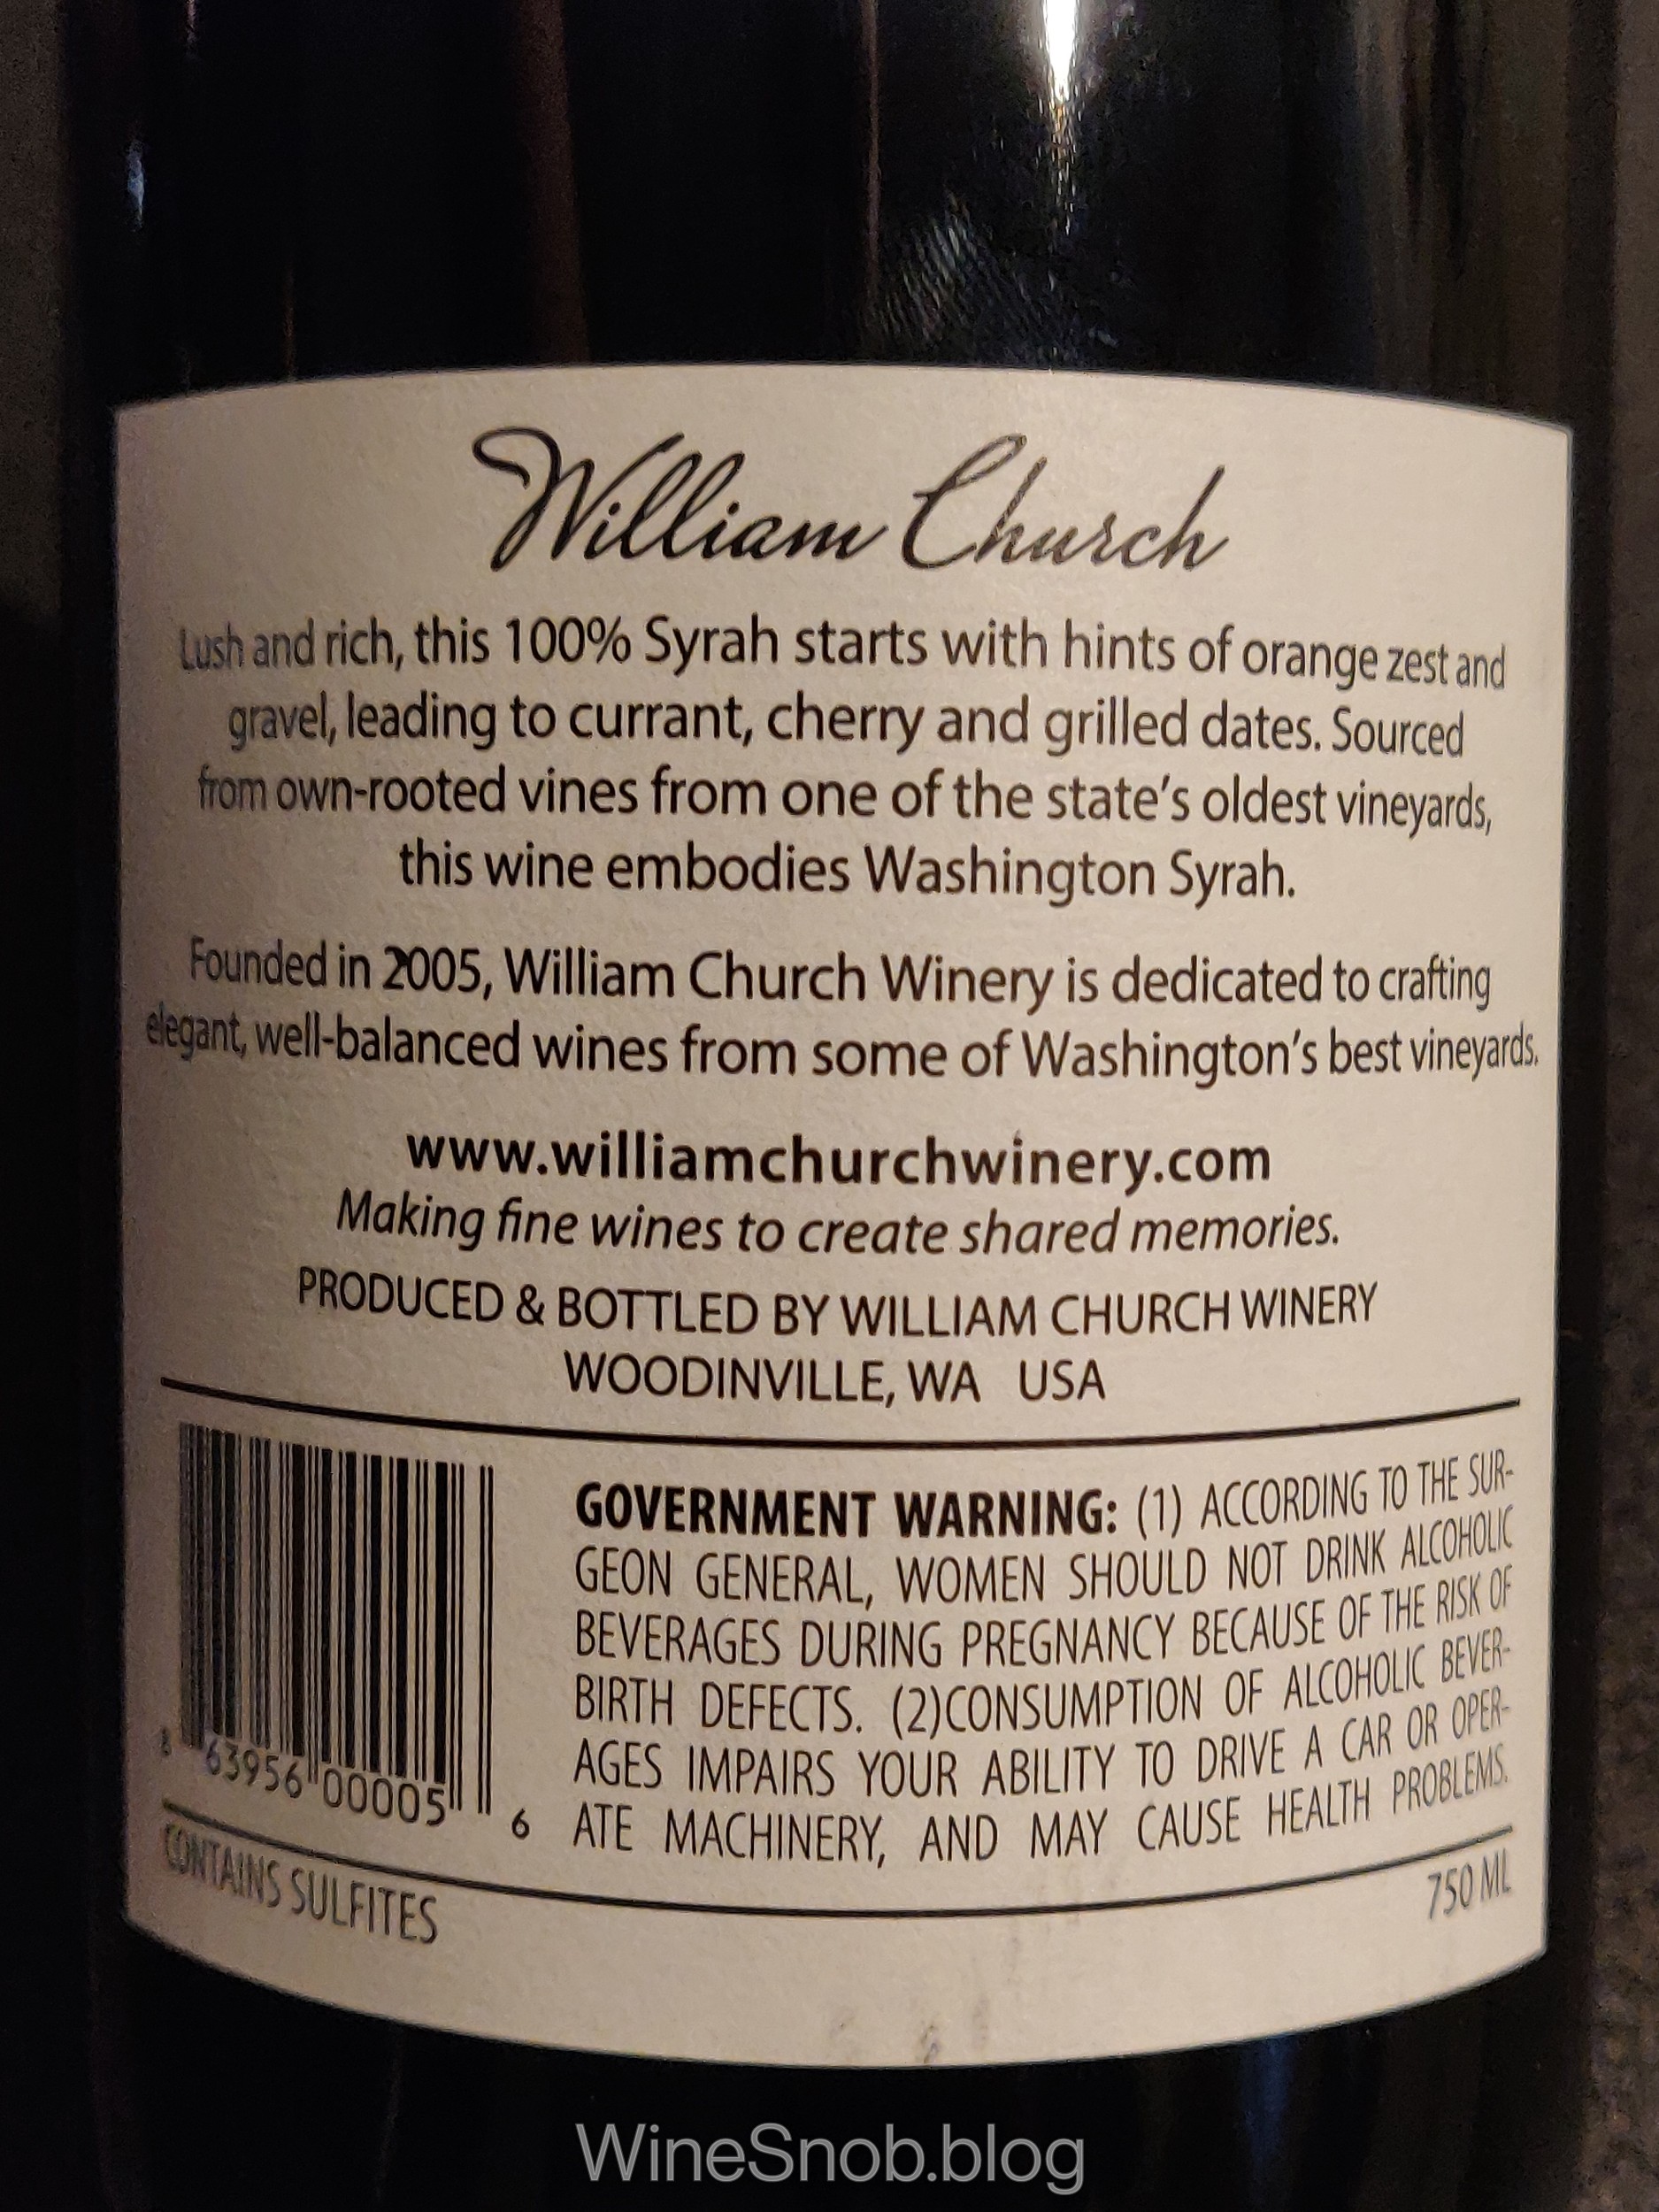 William Church
Lush and rich, this 100% Syrah starts with hints of orange zest and
gravel, leading to currant, cherry and grilled dates. Sourced
from own-rooted vines from one of the state's oldest vineyards,
this wine embodies Washington Syrah.
Founded in 2005, William Church Winery is dedicated to crafting
elegant, well-balanced wines from some of Washington's best vineyards.
www.williamchurchwinery.com
Making fine wines to create shared memories.
PRODUCED & BOTTLED BY WILLIAM CHURCH WINERY
WOODINVILLE, WA USA
8 63956 00005 6
GOVERNMENT WARNING: (1) ACCORDING TO THE SUR-
GEON GENERAL, WOMEN SHOULD NOT DRINK ALCOHOLIC
BEVERAGES DURING PREGNANCY BECAUSE OF THE RISK OF
BIRTH DEFECTS. (2)CONSUMPTION OF ALCOHOLIC BEVER-
AGES IMPAIRS YOUR ABILITY TO DRIVE A CAR OR OPER-
ATE MACHINERY, AND MAY CAUSE HEALTH PROBLEMS.
CONTAINS SULFITES
750 ML
WineSnob.blog